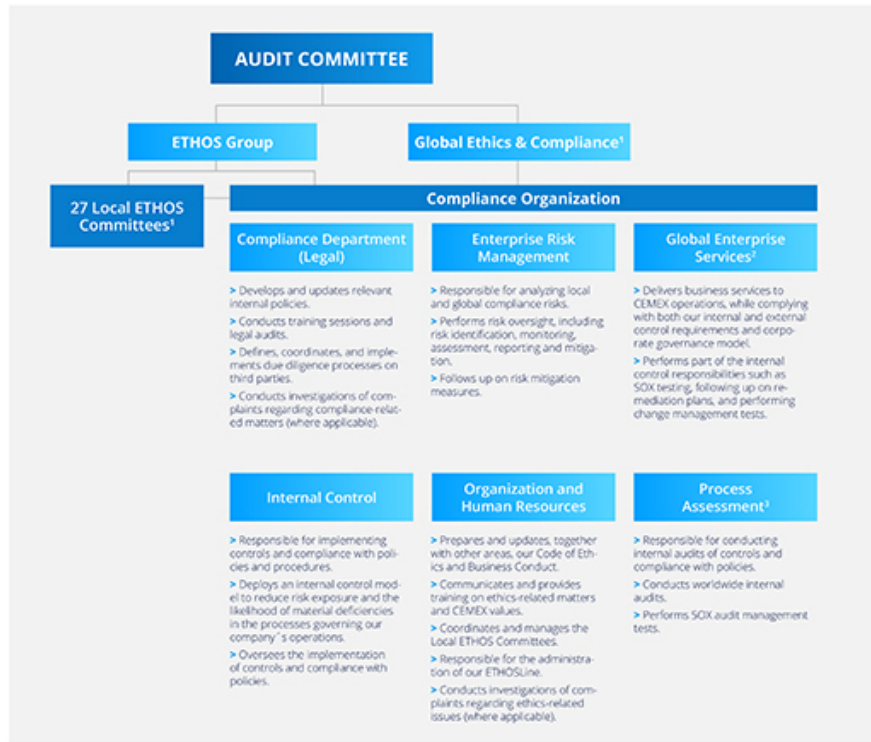 AUDIT COMMITTEE
ETHOS Group
Global Ethics & Compliance¹
27 Local ETHOS
Committees¹
Compliance Organization
Compliance Department
(Legal)
> Develops and updates relevant
internal policies.
> Conducts training sessions and
legal audits.
> Defines, coordinates, and imple-
ments due diligence processes on
third parties.
> Conducts investigations of com-
plaints regarding compliance-relat-
ed matters (where applicable).
Enterprise Risk
Management
> Responsible for analyzing local
and global compliance risks.
> Performs risk oversight, including
risk identification, monitoring,
assessment, reporting and mitiga-
tion.
> Follows up on risk mitigation
measures.
Global Enterprise
Services²
> Delivers business services to
CEMEX operations, while complying
with both our internal and external
control requirements and corpo-
rate governance model.
> Performs part of the internal
control responsibilities such as
SOX testing, following up on re-
mediation plans, and performing
change management tests.
Internal Control
> Responsible for implementing
controls and compliance with poli-
cies and procedures.
> Deploys an internal control mod-
el to reduce risk exposure and the
likelihood of material deficiencies
in the processes governing our
company´s operations.
> Oversees the implementation
of controls and compliance with
policies.
Organization and
Human Resources
> Prepares and updates, together
with other areas, our Code of Eth-
ics and Business Conduct.
> Communicates and provides
training on ethics-related matters
and CEMEX values.
> Coordinates and manages the
Local ETHOS Committees.
> Responsible for the administra-
tion of our ETHOSLine.
> Conducts investigations of com-
plaints regarding ethics-related
issues (where applicable).
Process
Assessment³
> Responsible for conducting
internal audits of controls and
compliance with policies.
> Conducts worldwide internal
audits.
> Performs SOX audit management
tests.